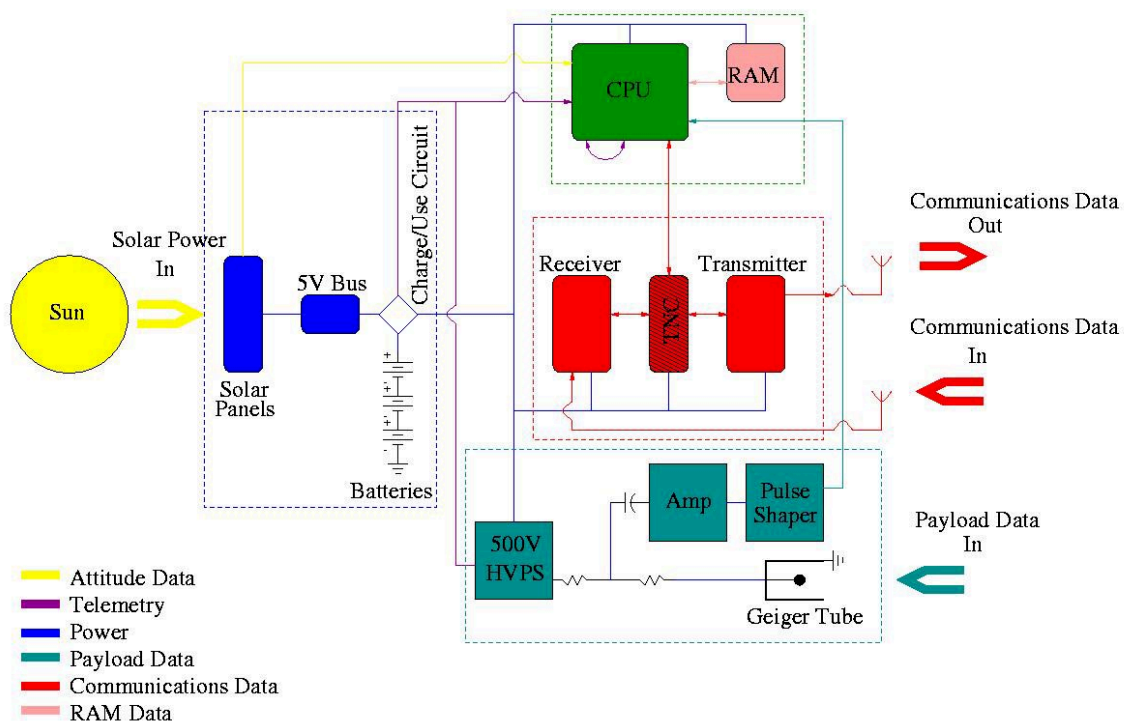 CPU
RAM
Charge/Use Circuit
Communications Data
Out
Solar Power
In
Receiver
Transmitter
5V Bus
Sun
TNC
Communications Data
In
Solar
Panels
+
-
+
-
+
-
Batteries
Amp
Pulse
Shaper
500V
HVPS
Payload Data
In
Geiger Tube
Attitude Data
Telemetry
Power
Payload Data
Communications Data
RAM Data